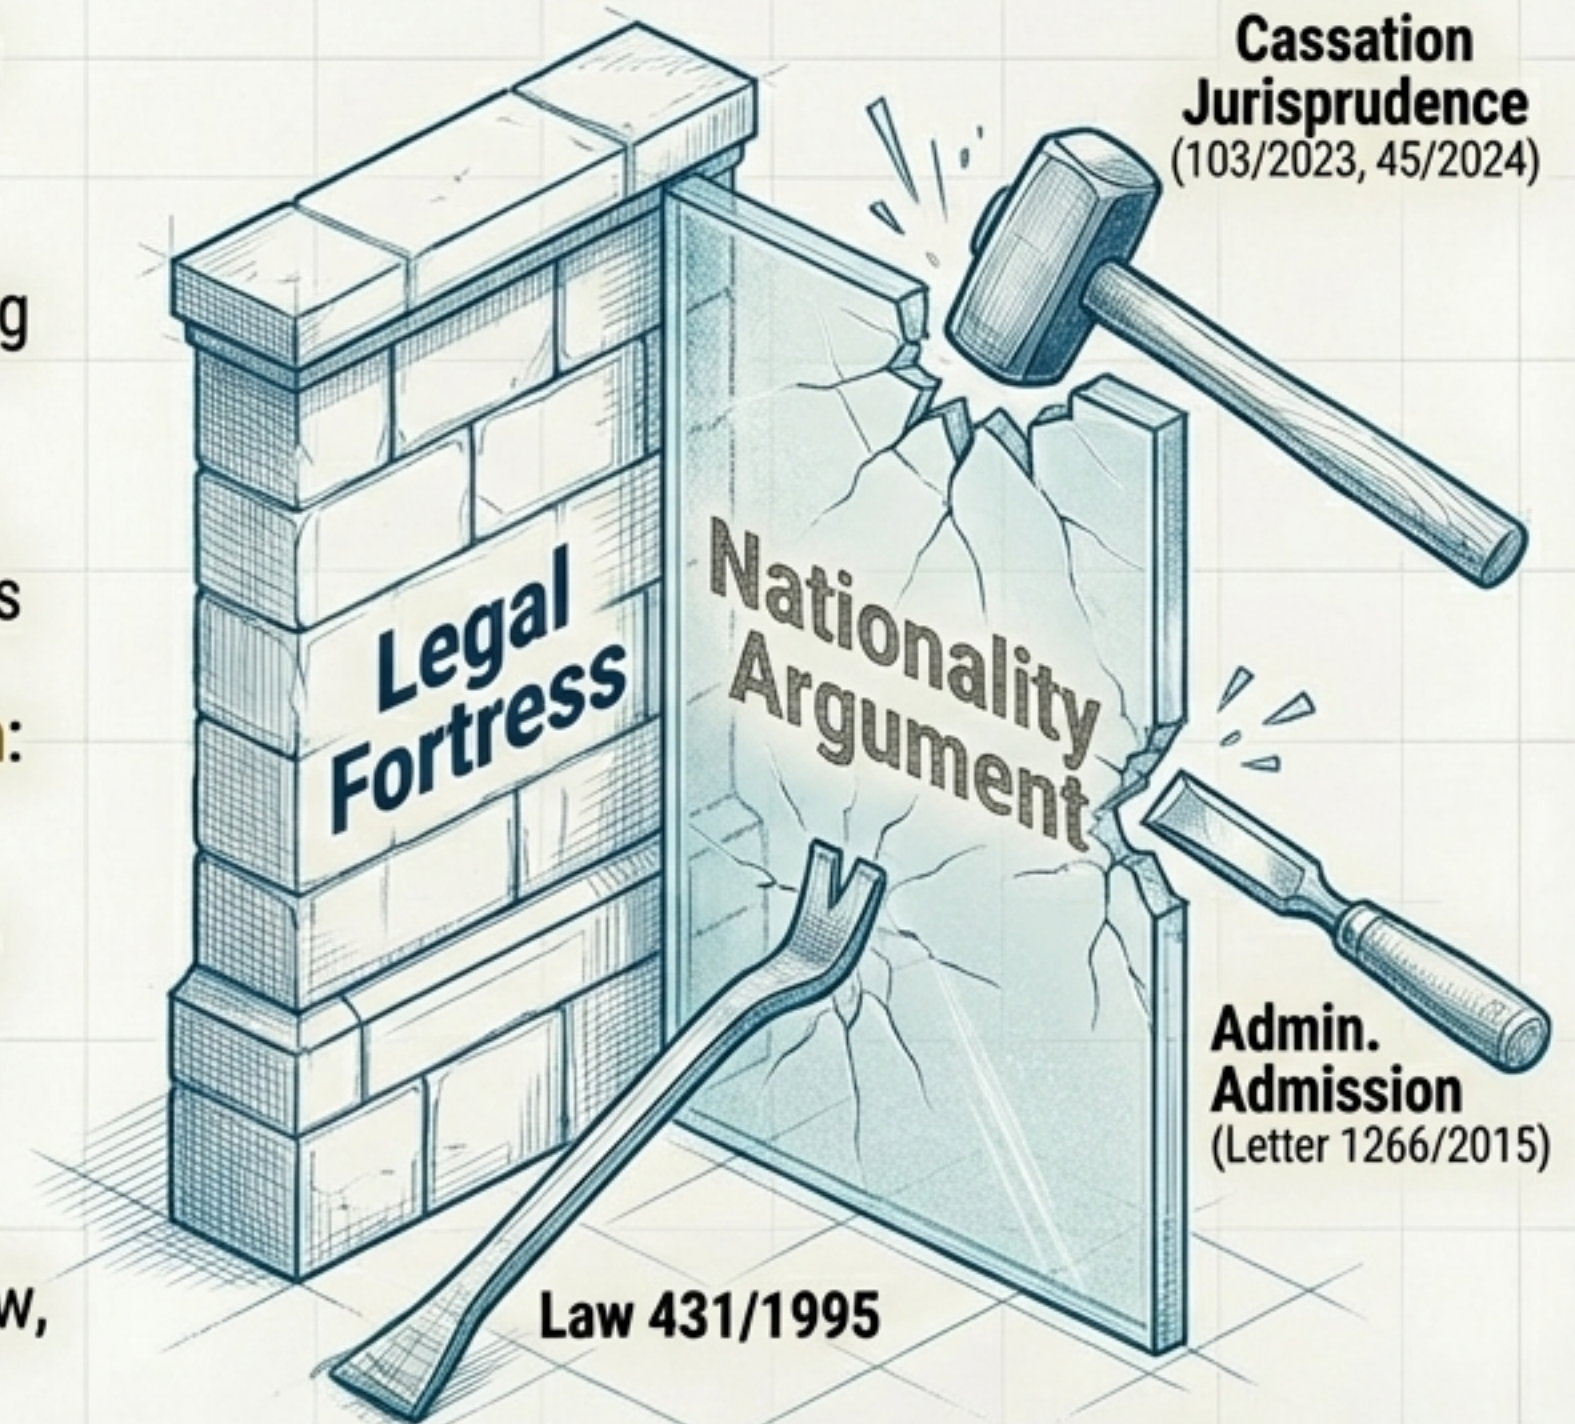 Cassation
Jurisprudence
(103/2023, 45/2024)
g
s
:
Legal
Fortress
Nationality
Argument
Admin.
Admission
(Letter 1266/2015)
w,
Law 431/1995